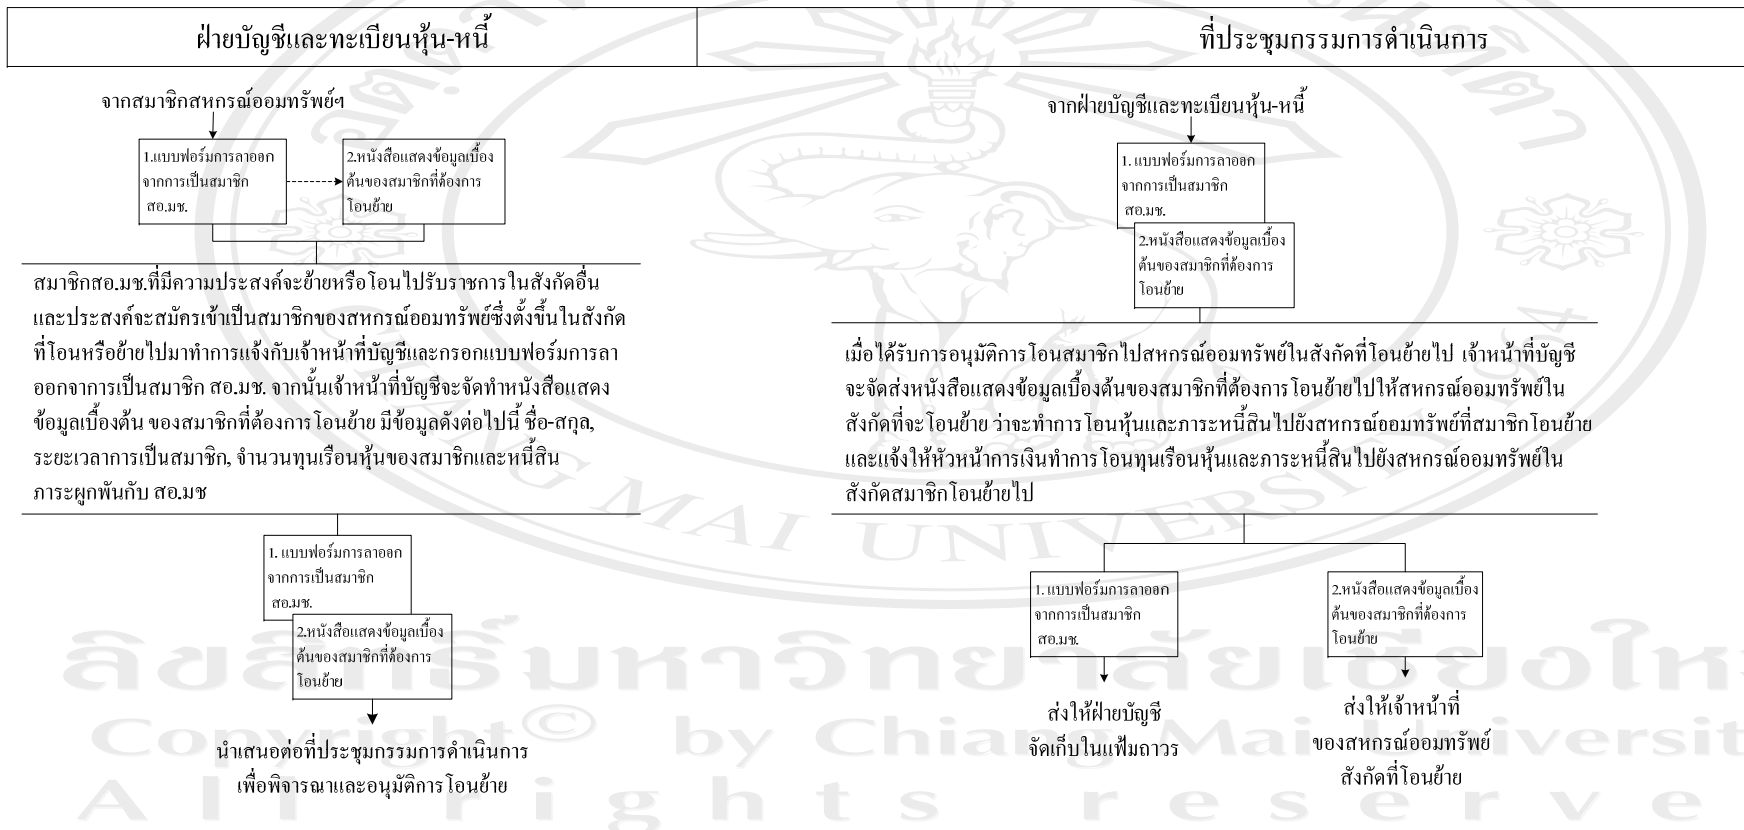 ฝ่ายบัญชีและทะเบียนหุ้น-หนี้
ที่ประชุมกรรมการดำเนินการ
จากสมาชิกสหกรณ์ออมทรัพย์ฯ
1.แบบฟอร์มการลาออก
จากการเป็นสมาชิก
สอ.มช.
2.หนังสือแสดงข้อมูลเบื้อง
ต้นของสมาชิกที่ต้องการ
โอนย้าย
สมาชิกสอ.มช.ที่มีความประสงค์จะย้ายหรือโอนไปรับราชการในสังกัดอื่น
และประสงค์จะสมัครเข้าเป็นสมาชิกของสหกรณ์ออมทรัพย์ซึ่งตั้งขึ้นในสังกัด
ที่โอนหรือย้ายไปมาทำการแจ้งกับเจ้าหน้าที่บัญชีและกรอกแบบฟอร์มการลา
ออกจาการเป็นสมาชิก สอ.มช. จากนั้นเจ้าหน้าที่บัญชีจะจัดทำหนังสือแสดง
ข้อมูลเบื้องต้น ของสมาชิกที่ต้องการโอนย้าย มีข้อมูลดังต่อไปนี้ ชื่อ-สกุล,
ระยะเวลาการเป็นสมาชิก, จำนวนทุนเรือนหุ้นของสมาชิกและหนี้สิน
ภาระผูกพันกับ สอ.มช
1. แบบฟอร์มการลาออก
จากการเป็นสมาชิก
สอ.มช.
2.หนังสือแสดงข้อมูลเบื้อง
ต้นของสมาชิกที่ต้องการ
โอนย้าย
นำเสนอต่อที่ประชุมกรรมการดำเนินการ
เพื่อพิจารณาและอนุมัติการโอนย้าย
จากฝ่ายบัญชีและทะเบียนหุ้น-หนี้
1. แบบฟอร์มการลาออก
จากการเป็นสมาชิก
สอ.มช.
2.หนังสือแสดงข้อมูลเบื้อง
ต้นของสมาชิกที่ต้องการ
โอนย้าย
เมื่อได้รับการอนุมัติการโอนสมาชิกไปสหกรณ์ออมทรัพย์ในสังกัดที่โอนย้ายไป เจ้าหน้าที่บัญชี
จะจัดส่งหนังสือแสดงข้อมูลเบื้องต้นของสมาชิกที่ต้องการโอนย้ายไปให้สหกรณ์ออมทรัพย์ใน
สังกัดที่จะโอนย้าย ว่าจะทำการโอนหุ้นและภาระหนี้สินไปยังสหกรณ์ออมทรัพย์ที่สมาชิกโอนย้าย
และแจ้งให้หัวหน้าการเงินทำการโอนทุนเรือนหุ้นและภาระหนี้สินไปยังสหกรณ์ออมทรัพย์ใน
สังกัดสมาชิกโอนย้ายไป
1. แบบฟอร์มการลาออก
จากการเป็นสมาชิก
สอ.มช.
2.หนังสือแสดงข้อมูลเบื้อง
ต้นของสมาชิกที่ต้องการ
โอนย้าย
ส่งให้ฝ่ายบัญชี
จัดเก็บในแฟ้มถาวร
ส่งให้เจ้าหน้าที่
ของสหกรณ์ออมทรัพย์
สังกัดที่โอนย้าย
MAI UNIVERSITY
ลิขสิทธิ์มหาวิทยาลัยเชียงให
Copyright© by Chiang Mai Universit
All rights reserve